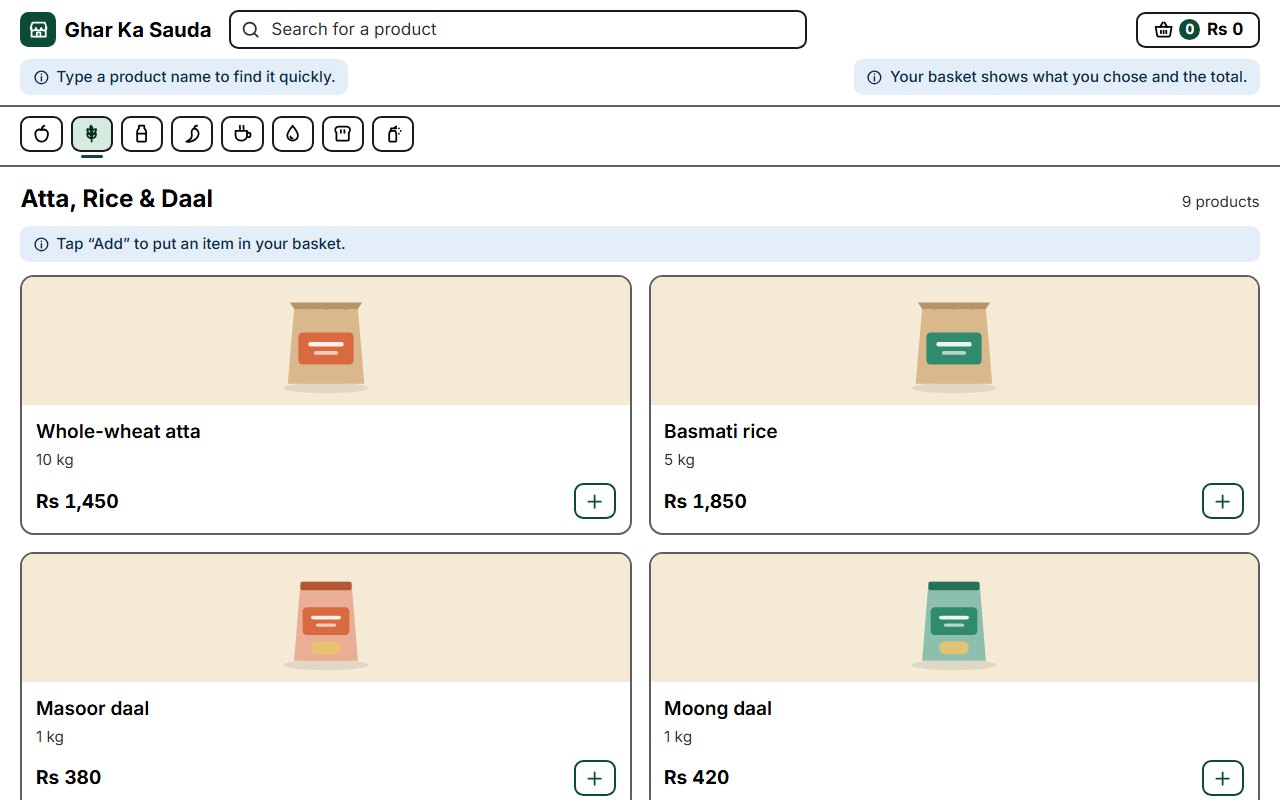 Ghar Ka Sauda
Search for a product
0 Rs 0
Type a product name to find it quickly.
Your basket shows what you chose and the total.
Atta, Rice & Daal
9 products
Tap “Add” to put an item in your basket.
Whole-wheat atta
10 kg
Rs 1,450
Basmati rice
5 kg
Rs 1,850
Masoor daal
1 kg
Rs 380
Moong daal
1 kg
Rs 420